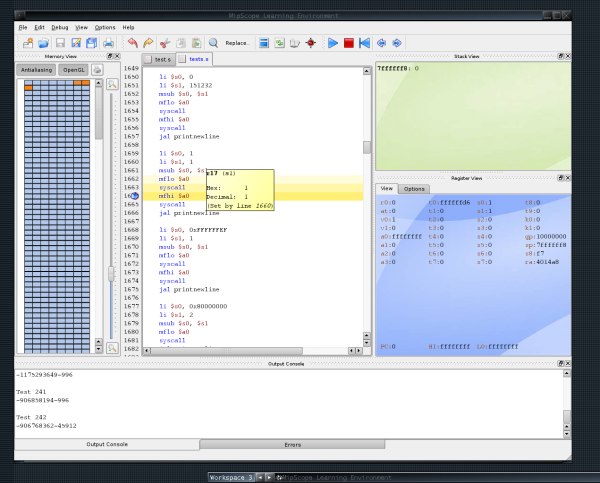 MipScope Learning Environment
File Edit Debug View Options Help
Replace...
Memory View
Antialiasing OpenGL
test.s tests.s
1649
1650 li $s0, 0
1651 li $s1, 151232
1652 msub $s0, $s1
1653 mflo $a0
1654 syscall
1655 mfhi $a0
1656 syscall
1657 jal printnewline
1658
1659 li $s0, 1
1660 li $s1, 1
1661 msub $s0, $s1
1662 mflo $a0
1663 syscall
mfhi $a0
1665 syscall
1666 jal printnewline
1667
1668 li $s0, 0xFFFFFFEF
1669 li $s1, 1
1670 msub $s0, $s1
1671 mflo $a0
1672 syscall
1673 mfhi $a0
1674 syscall
1675 jal printnewline
1676
1677 li $s0, 0x80000000
1678 li $s1, 2
1679 msub $s0, $s1
1680 mflo $a0
1681 syscall
1682
r17 (s1)
Hex: 1
Decimal: 1
(Set by line 1660)
Stack View
7ffffff8: 0
Register View
View Options
r0:0 t0:ffffffd6 s0:1 t8:0
at:0 t1:0 s1:1 t9:0
v0:1 t2:0 s2:0 k0:0
v1:0 t3:0 s3:0 k1:0
a0:ffffffff t4:0 s4:0 gp:10000000
a1:0 t5:0 s5:0 sp:7ffffff8
a2:0 t6:0 s6:0 s8:f7
a3:0 t7:0 s7:0 ra:4014a8
PC:0 HI:ffffffff LO:ffffffff
Output Console
-1175293649-996
Test 241
-906858194-996
Test 242
-906768362-45912
Output Console Errors
Workspace 3 MipScope Learning Environment